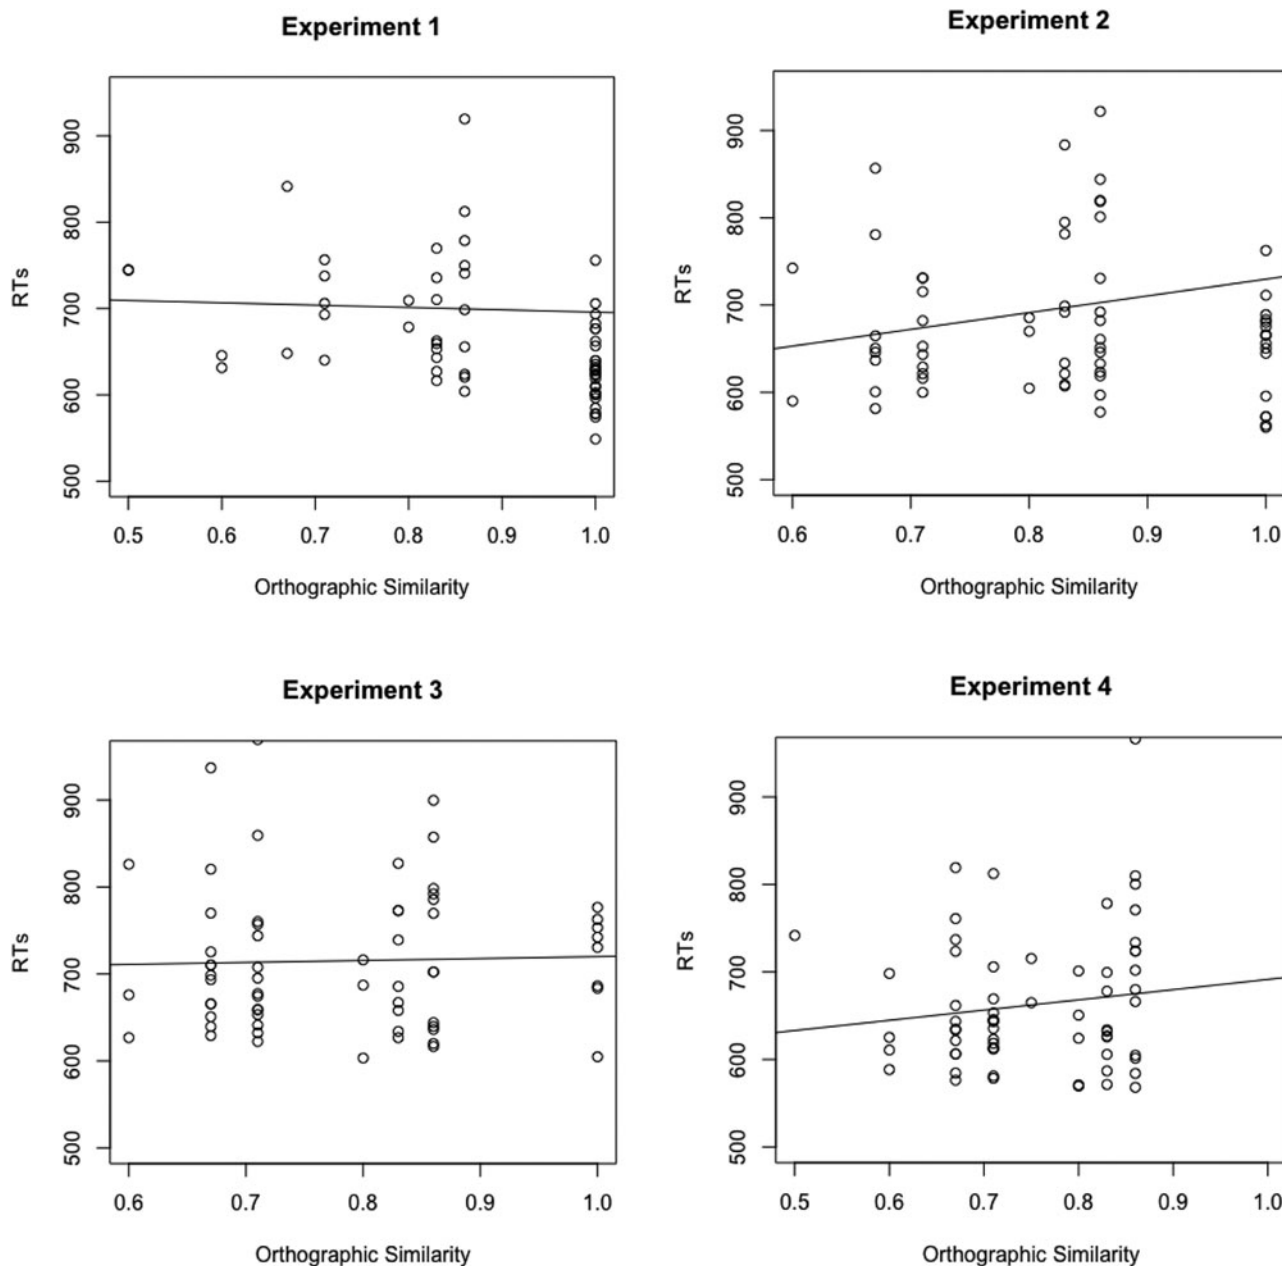 Experiment 1
900
800
700
600
500
RTs
0.5 0.6 0.7 0.8 0.9 1.0
Orthographic Similarity
Experiment 2
900
800
700
600
500
RTs
0.6 0.7 0.8 0.9 1.0
Orthographic Similarity
Experiment 3
900
800
700
600
500
RTs
0.6 0.7 0.8 0.9 1.0
Orthographic Similarity
Experiment 4
900
800
700
600
500
RTs
0.5 0.6 0.7 0.8 0.9 1.0
Orthographic Similarity